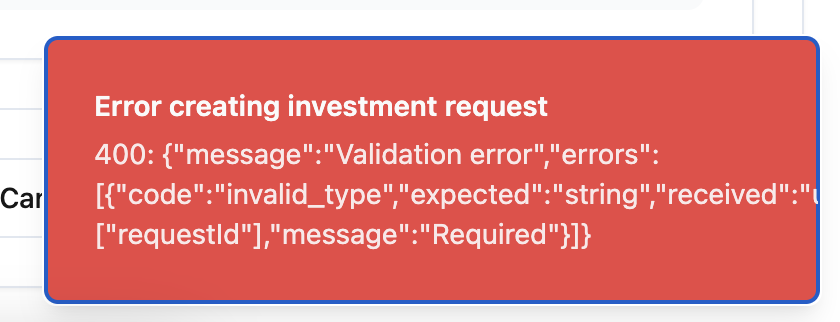 Error creating investment request
400: {"message":"Validation error","errors":
[{"code":"invalid_type","expected":"string","received":"
Car
["requestId"],"message":"Required"}]}